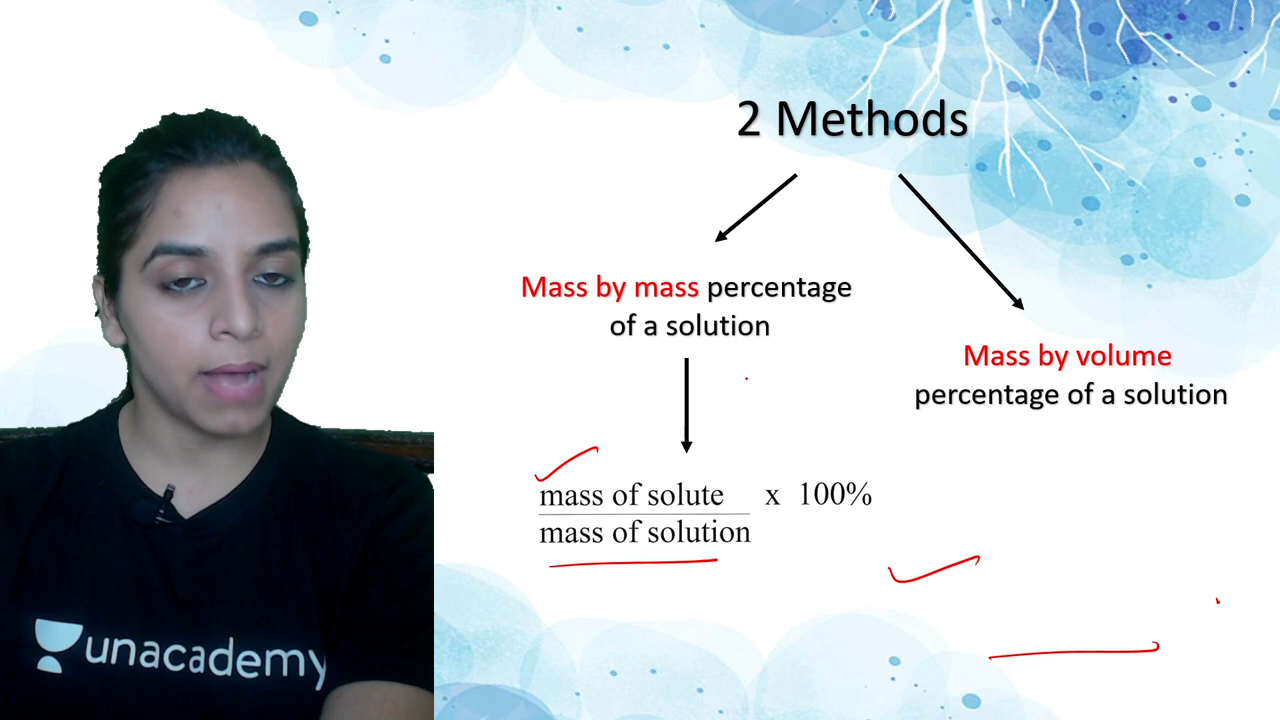 2 Methods
Mass by mass percentage
of a solution
Mass by volume
percentage of a solution
mass of solute x 100%
mass of solution
unacademy